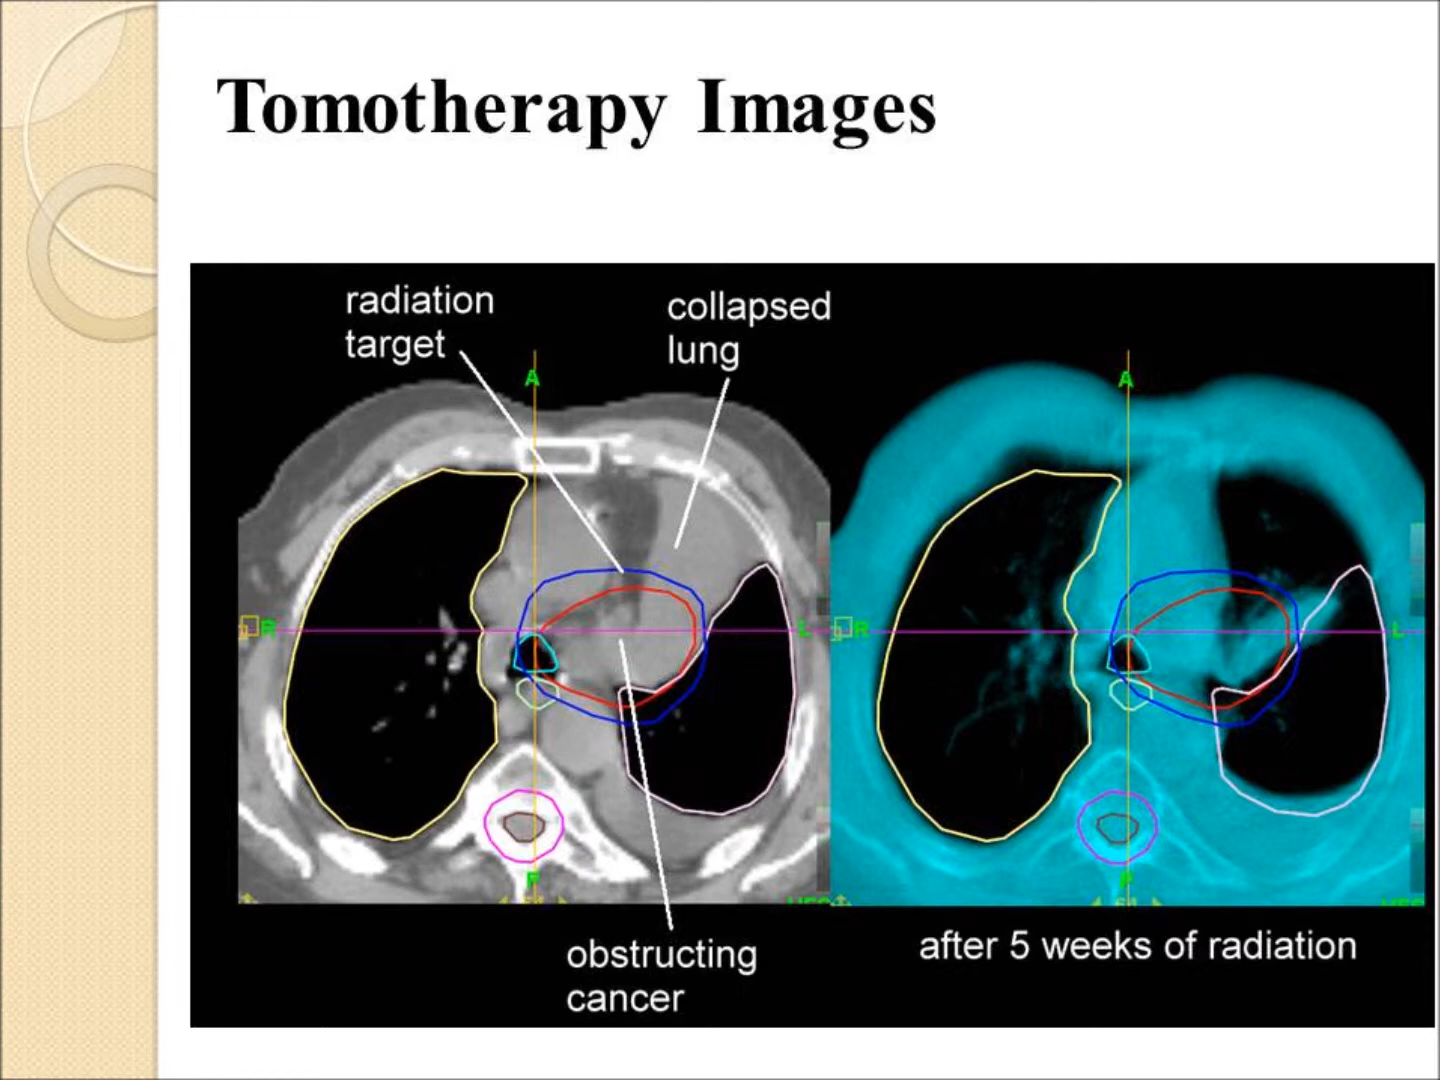 Tomotherapy Images
radiation
target
collapsed
lung
A
A
R
L
R
L
P
obstructing
cancer
after 5 weeks of radiation